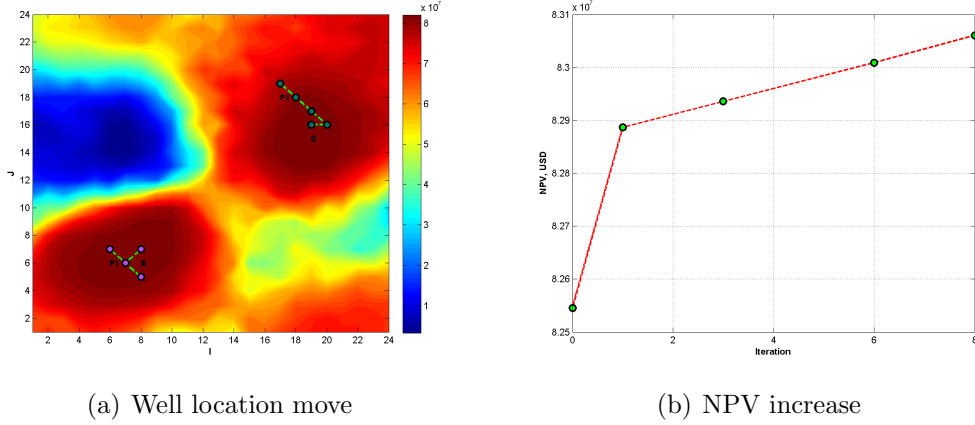 x 10^7
24
22
20
18
16
14
12
10
8
6
4
2
J
2 4 6 8 10 12 14 16 18 20 22 24
I
P2
E
E
8
7
6
5
4
3
2
1
(a) Well location move
x 10^7
8.31
8.3
8.29
8.28
8.27
8.26
8.25
NPV, USD
0 2 4 6 8
Iteration
(b) NPV increase